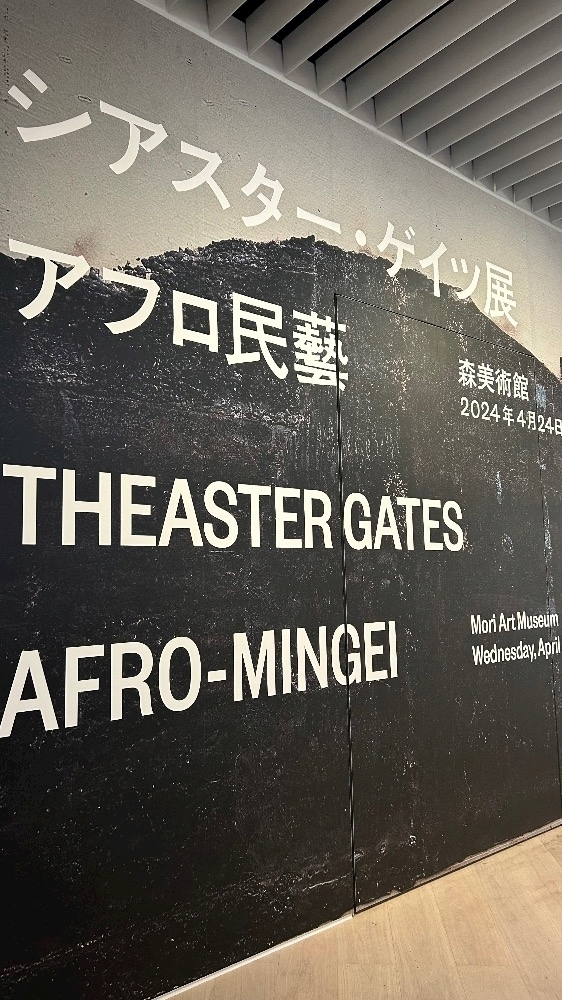 シアスター・ゲイツ展
アフロ民藝
森美術館
2024年4月24日
THEASTER GATES
AFRO-MINGEI
Mori Art Museum
Wednesday, April